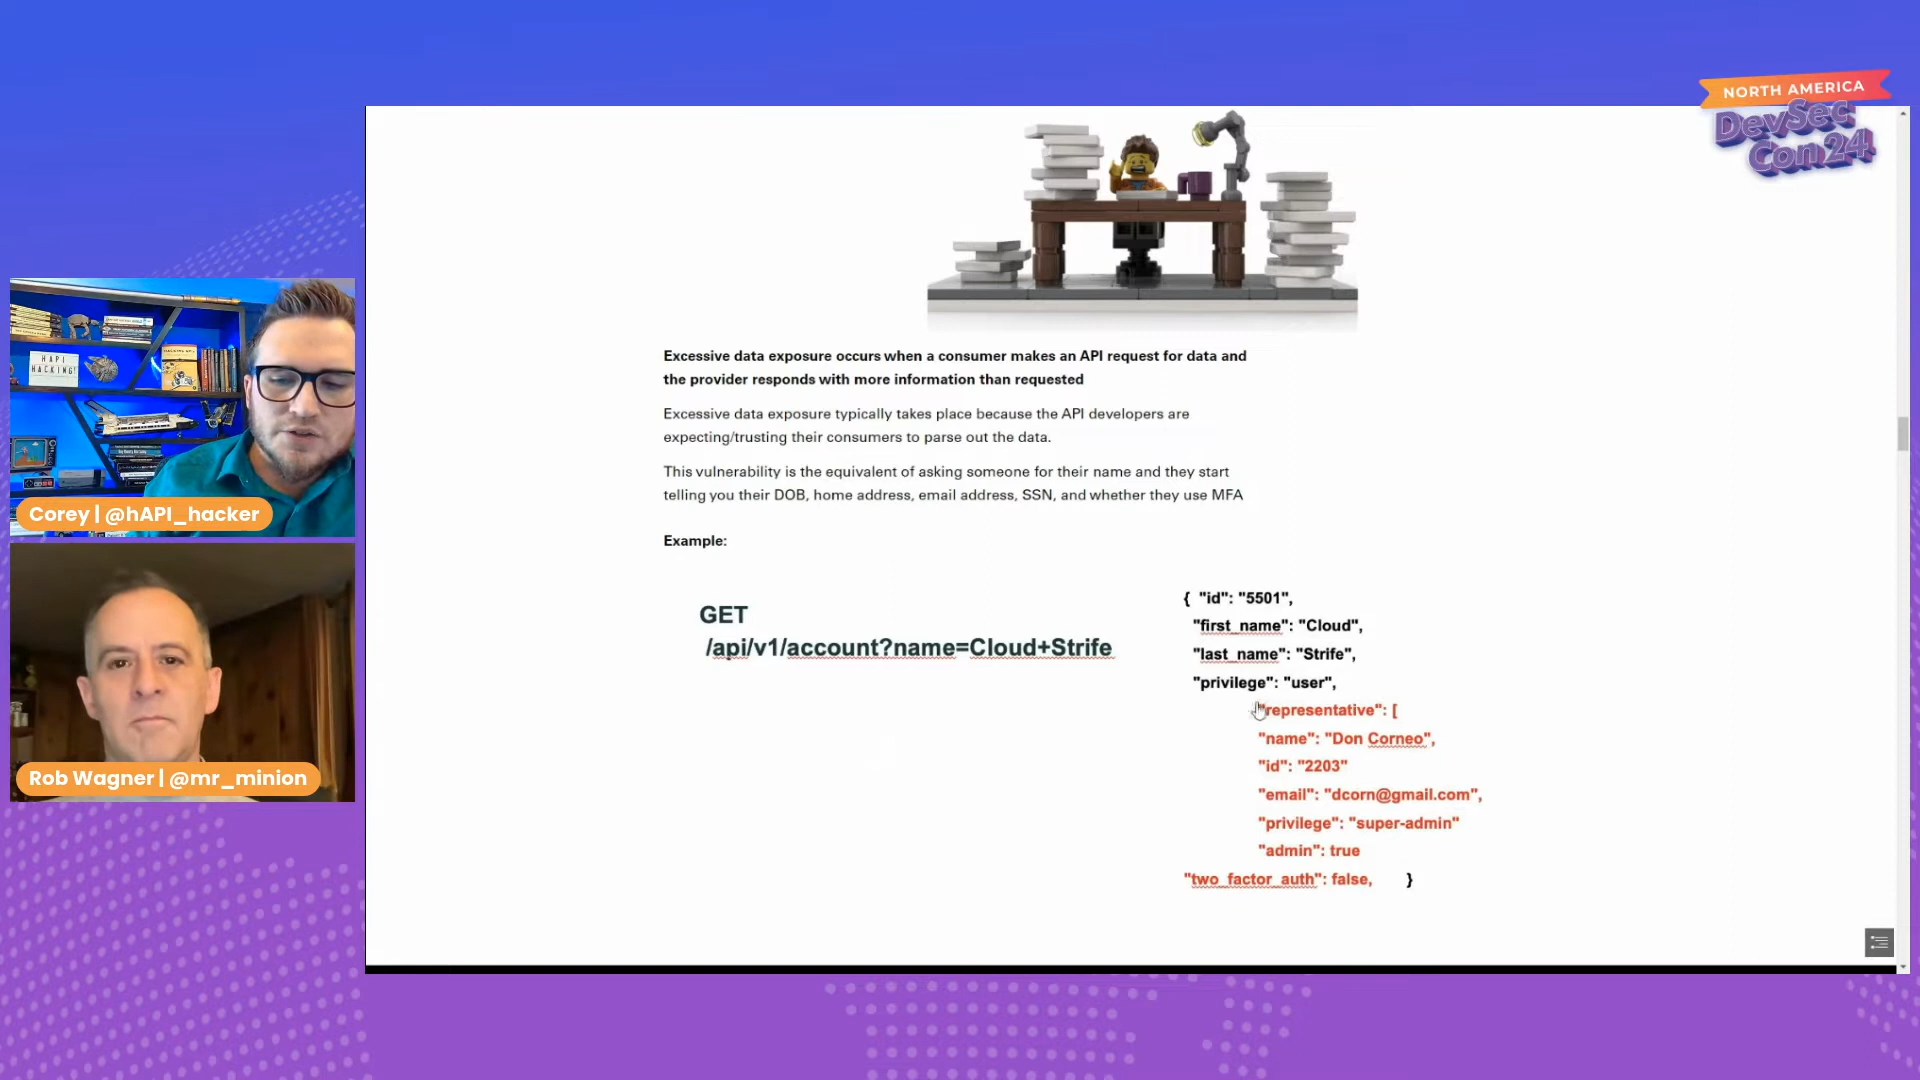 NORTH AMERICA
DevSec
Con24
HAPI
HACKING!
Corey | @hAPI_hacker
Rob Wagner | @mr_minion
Excessive data exposure occurs when a consumer makes an API request for data and
the provider responds with more information than requested
Excessive data exposure typically takes place because the API developers are
expecting/trusting their consumers to parse out the data.
This vulnerability is the equivalent of asking someone for their name and they start
telling you their DOB, home address, email address, SSN, and whether they use MFA
Example:
GET
/api/v1/account?name=Cloud+Strife
{ "id": "5501",
"first_name": "Cloud",
"last_name": "Strife",
"privilege": "user",
"representative": [
"name": "Don Corneo",
"id": "2203"
"email": "dcorn@gmail.com",
"privilege": "super-admin"
"admin": true
"two_factor_auth": false, }